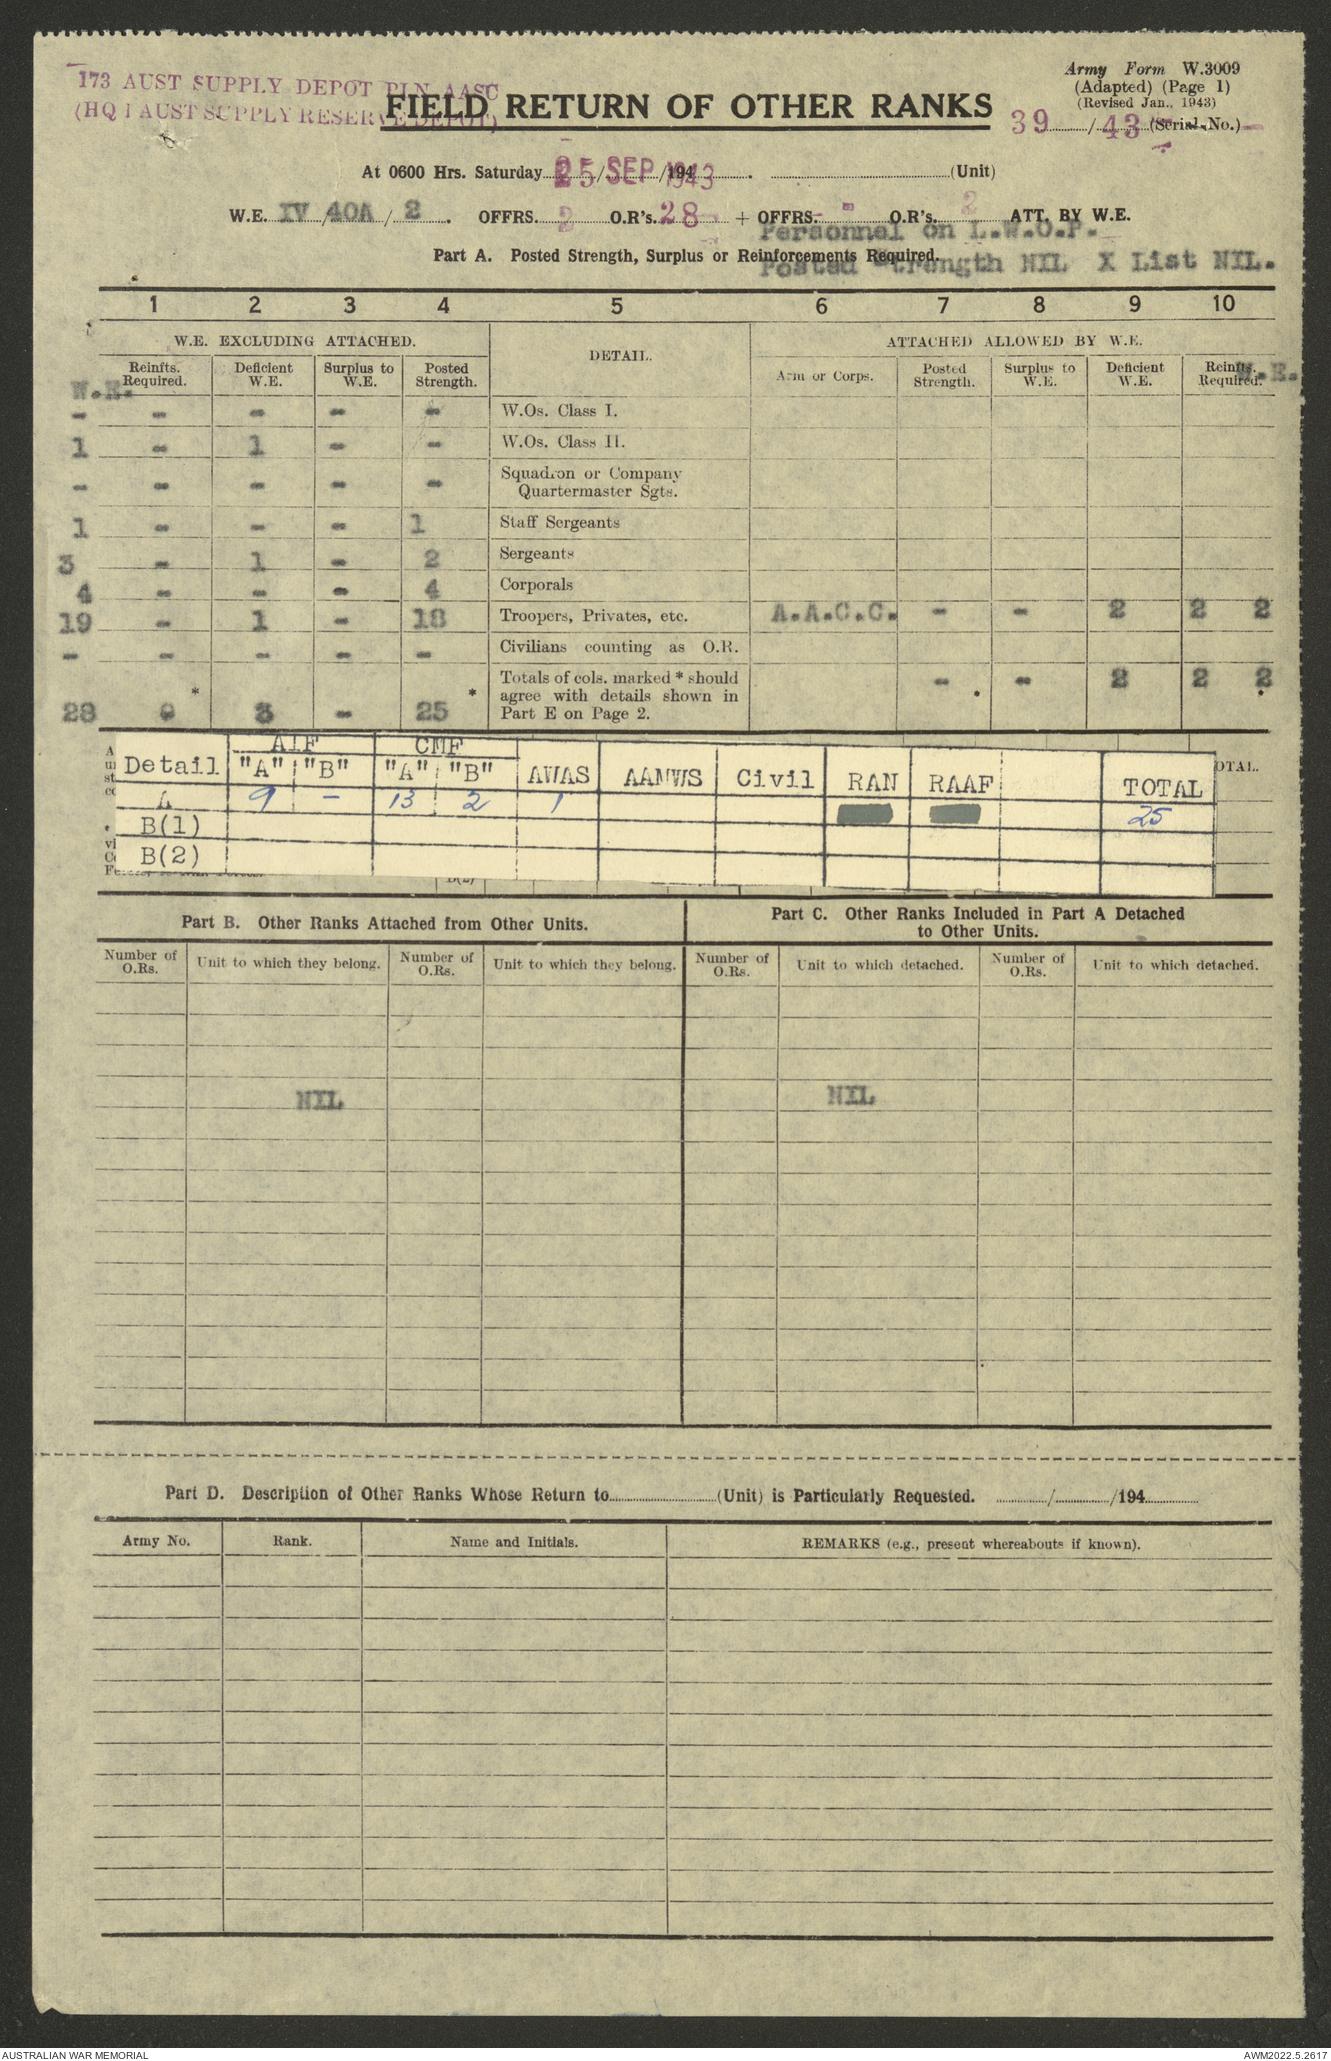 173 AUST SUPPLY DEPOT PLN AASC
(HQ 1 AUST SUPPLY RESERVE DEPOT)
Army Form W.3009
(Adapted) (Page 1)
(Revised Jan., 1943)
FIELD RETURN OF OTHER RANKS
39 / 43 (Serial No.)
At 0600 Hrs. Saturday 25 / SEP / 1943 . (Unit)
W.E. IV / 40A / 2 . OFFRS. 2 O.R's. 28 + OFFRS. - O.R's. 2 ATT. BY W.E.
Personnel on L.W.O.P.
Part A. Posted Strength, Surplus or Reinforcements Required.
Posted Strength NIL X List NIL.
1 2 3 4 5 6 7 8 9 10
W.E. EXCLUDING ATTACHED. DETAIL. ATTACHED ALLOWED BY W.E.
W.E. Reinfts. Required. Deficient W.E. Surplus to W.E. Posted Strength. Arm or Corps. Posted Strength. Surplus to W.E. Deficient W.E. Reinfts. Required. W.E.
- - - - - W.Os. Class I.
1 - 1 - - W.Os. Class II.
- - - - - Squadron or Company Quartermaster Sgts.
1 - - - 1 Staff Sergeants
3 - 1 - 2 Sergeants
4 - - - 4 Corporals
19 - 1 - 18 Troopers, Privates, etc. A.A.C.C. - - 2 2 2
- - - - - Civilians counting as O.R.
28 * 3 - 25 * Totals of cols. marked * should agree with details shown in Part E on Page 2. - - 2 2 2
AIF CMF
Detail "A" "B" "A" "B" AWAS AANWS Civil RAN RAAF TOTAL OTAL.
A 9 - 13 2 1 25
B(1)
B(2)
Part B. Other Ranks Attached from Other Units.
Part C. Other Ranks Included in Part A Detached
to Other Units.
Number of O.Rs. Unit to which they belong. Number of O.Rs. Unit to which they belong. Number of O.Rs. Unit to which detached. Number of O.Rs. Unit to which detached.
NIL NIL
Part D. Description of Other Ranks Whose Return to (Unit) is Particularly Requested. / /194
Army No. Rank. Name and Initials. REMARKS (e.g., present whereabouts if known).
AUSTRALIAN WAR MEMORIAL AWM2022.5.2617